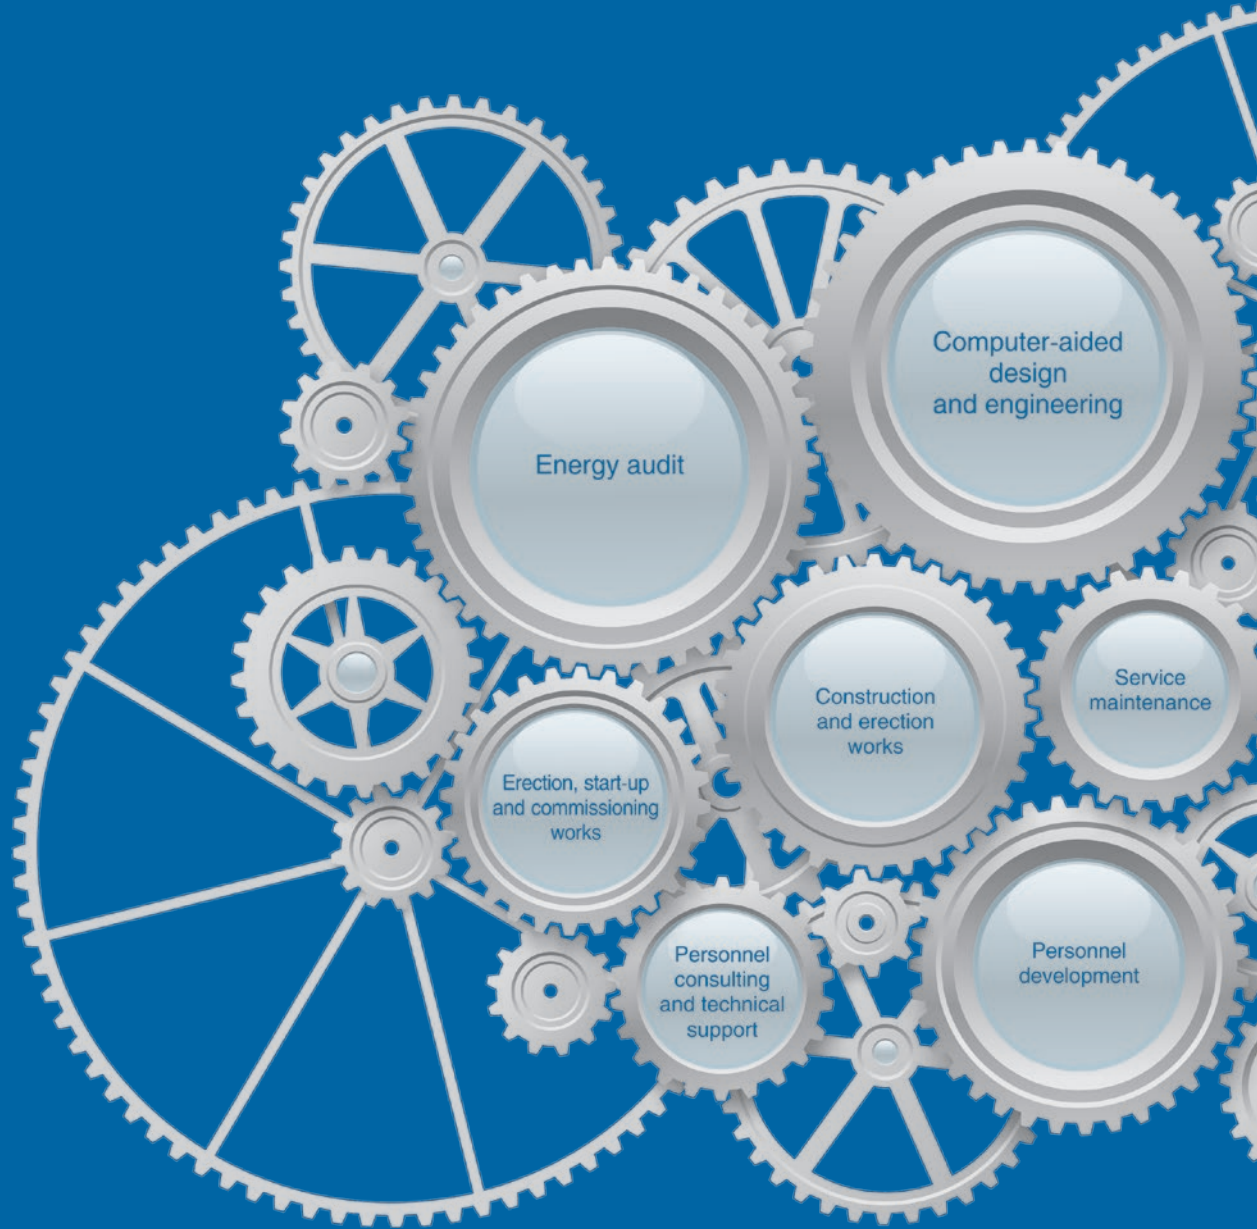 Computer-aided
design
and engineering
Energy audit
Service
maintenance
Construction
and erection
works
Erection, start-up
and commissioning
works
Personnel
consulting
and technical
support
Personnel
development